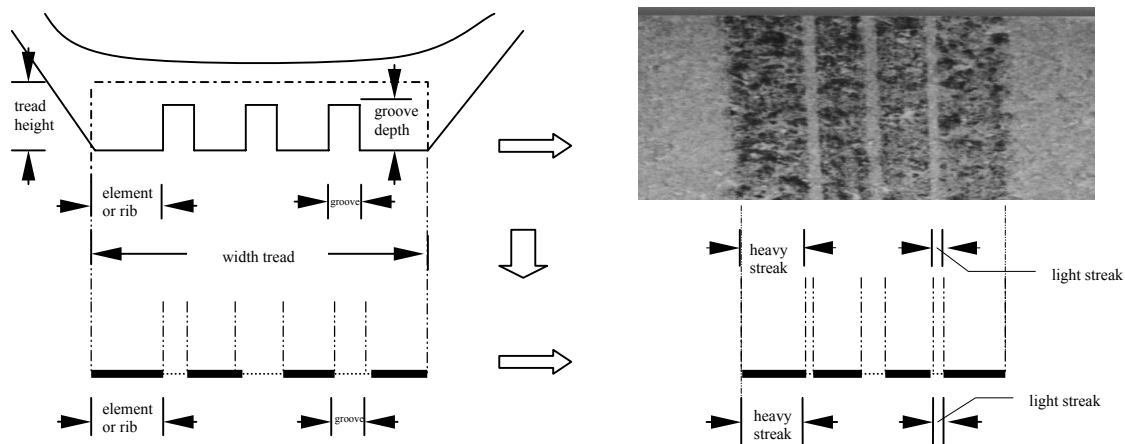 tread
height
groove
depth
element
or rib
groove
width tread
element
or rib
groove
heavy
streak
light streak
heavy
streak
light streak